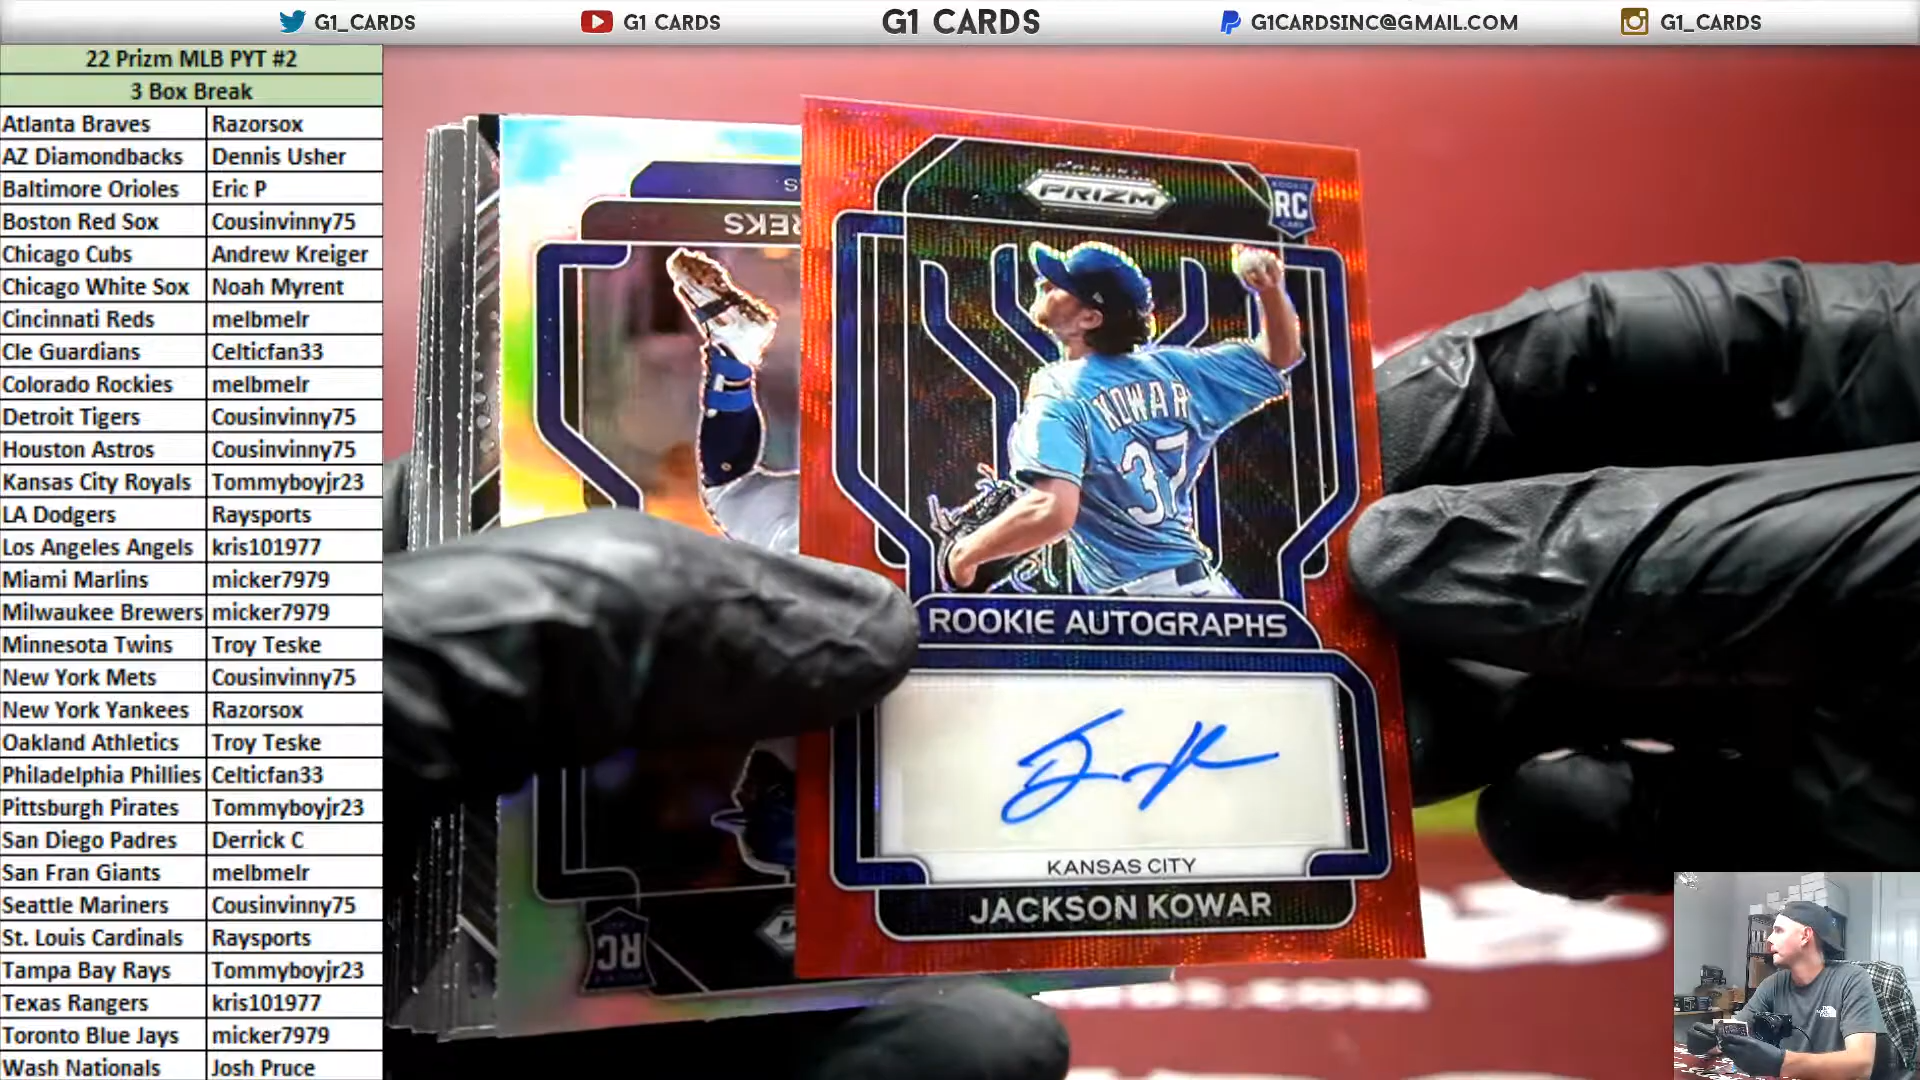 G1_CARDS
G1 CARDS
G1 CARDS
G1CARDSINC@GMAIL.COM
G1_CARDS
22 Prizm MLB PYT #2
3 Box Break
Atlanta Braves Razorsox
AZ Diamondbacks Dennis Usher
Baltimore Orioles Eric P
Boston Red Sox Cousinvinny75
Chicago Cubs Andrew Kreiger
Chicago White Sox Noah Myrent
Cincinnati Reds melbmelr
Cle Guardians Celticfan33
Colorado Rockies melbmelr
Detroit Tigers Cousinvinny75
Houston Astros Cousinvinny75
Kansas City Royals Tommyboyjr23
LA Dodgers Raysports
Los Angeles Angels kris101977
Miami Marlins micker7979
Milwaukee Brewers micker7979
Minnesota Twins Troy Teske
New York Mets Cousinvinny75
New York Yankees Razorsox
Oakland Athletics Troy Teske
Philadelphia Phillies Celticfan33
Pittsburgh Pirates Tommyboyjr23
San Diego Padres Derrick C
San Fran Giants melbmelr
Seattle Mariners Cousinvinny75
St. Louis Cardinals Raysports
Tampa Bay Rays Tommyboyjr23
Texas Rangers kris101977
Toronto Blue Jays micker7979
Wash Nationals Josh Pruce
PANINI
PRIZM
ROOKIE
RC
CARD
KOWAR
37
ROOKIE AUTOGRAPHS
KANSAS CITY
JACKSON KOWAR
REKS
RC